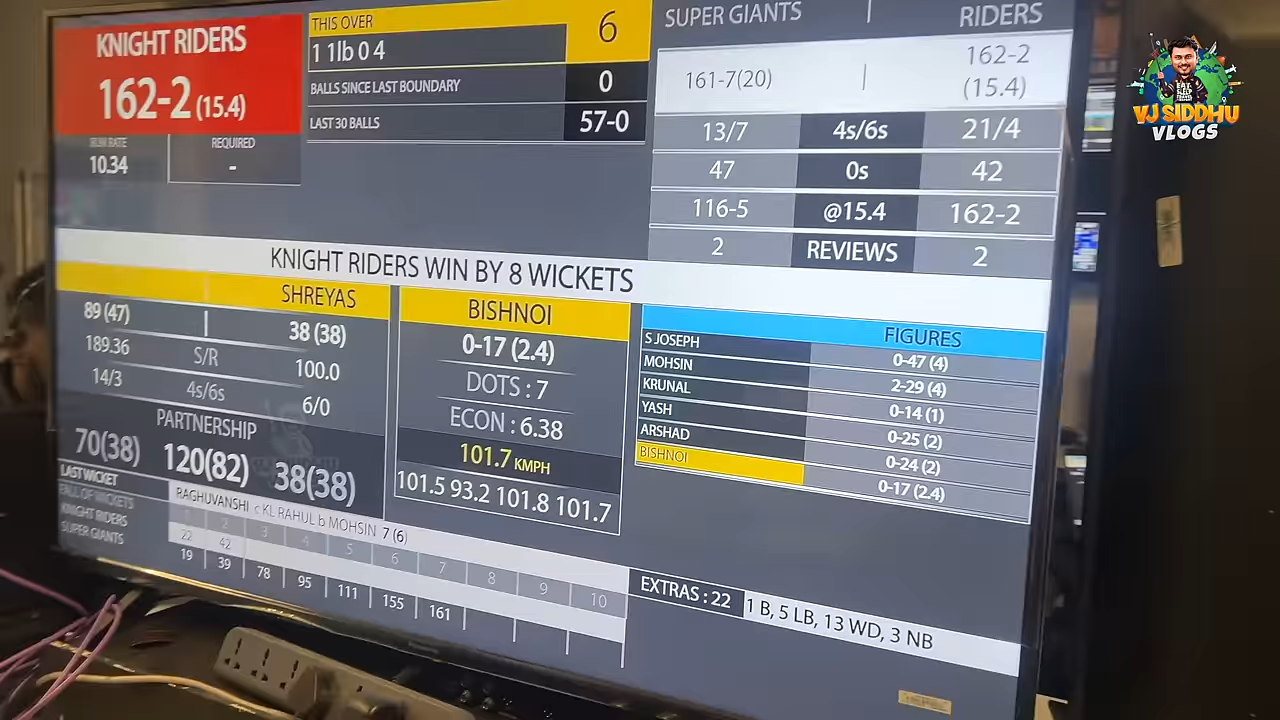 KNIGHT RIDERS
162-2 (15.4)
RUN RATE
10.34
REQUIRED
-
THIS OVER
6
1 1lb 0 4
BALLS SINCE LAST BOUNDARY
0
LAST 30 BALLS
57-0
SUPER GIANTS | RIDERS
161-7(20) | 162-2 (15.4)
13/7 4s/6s 21/4
47 0s 42
116-5 @15.4 162-2
2 REVIEWS 2
KNIGHT RIDERS WIN BY 8 WICKETS
SHREYAS
89 (47) | 38 (38)
189.36 S/R 100.0
14/3 4s/6s 6/0
PARTNERSHIP
70(38) 120(82) 38(38)
BISHNOI
0-17 (2.4)
DOTS : 7
ECON : 6.38
101.7 KMPH
101.5 93.2 101.8 101.7
FIGURES
S JOSEPH 0-47 (4)
MOHSIN 2-29 (4)
KRUNAL 0-14 (1)
YASH 0-25 (2)
ARSHAD 0-24 (2)
BISHNOI 0-17 (2.4)
LAST WICKET RAGHUVANSHI c KL RAHUL b MOHSIN 7 (6)
FALL OF WICKETS 1 2 3 4 5 6 7 8 9 10
KNIGHT RIDERS 22 42
SUPER GIANTS 19 39 78 95 111 155 161
EXTRAS : 22 1 B, 5 LB, 13 WD, 3 NB
VJ SIDDHU
VLOGS